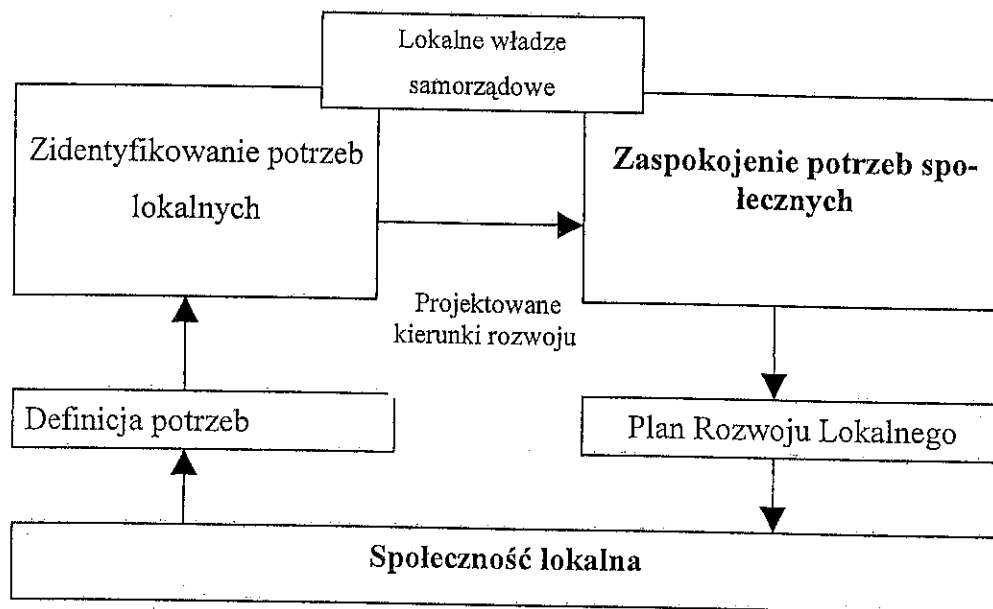 Lokalne władze
samorządowe
Zidentyfikowanie potrzeb
lokalnych
Zaspokojenie potrzeb spo-
łecznych
Projektowane
kierunki rozwoju
Definicja potrzeb
Plan Rozwoju Lokalnego
Społeczność lokalna